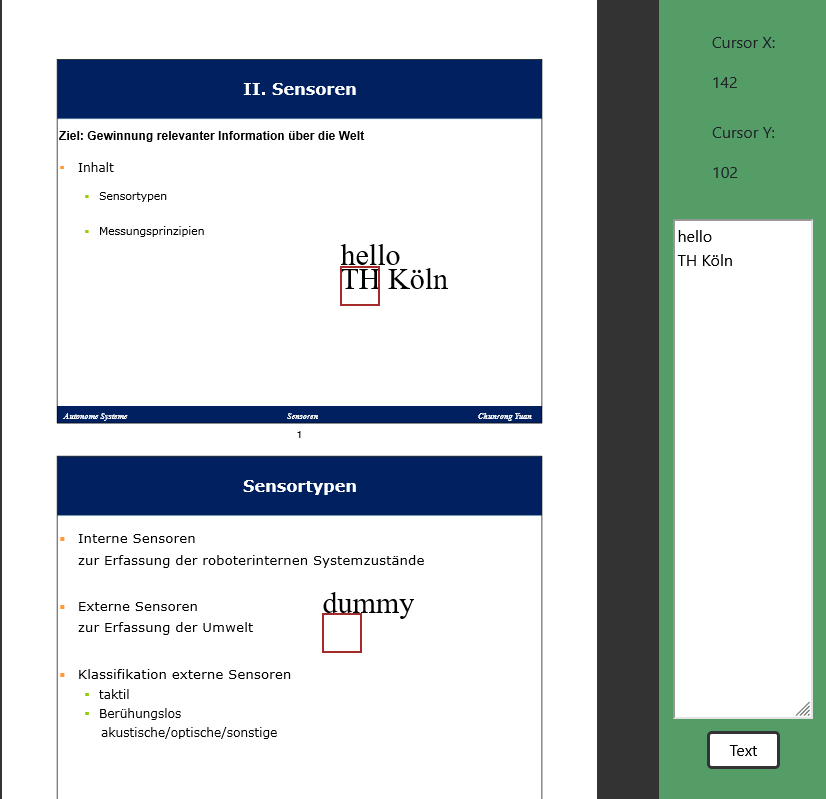 II. Sensoren
Ziel: Gewinnung relevanter Information über die Welt
Inhalt
Sensortypen
Messungsprinzipien
hello
TH Köln
Autonome Systeme
Sensoren
Chunrong Yuan
1
Sensortypen
Interne Sensoren
zur Erfassung der roboterinternen Systemzustände
Externe Sensoren
zur Erfassung der Umwelt
dummy
Klassifikation externe Sensoren
taktil
Berühungslos
akustische/optische/sonstige
Cursor X:
142
Cursor Y:
102
hello
TH Köln
Text